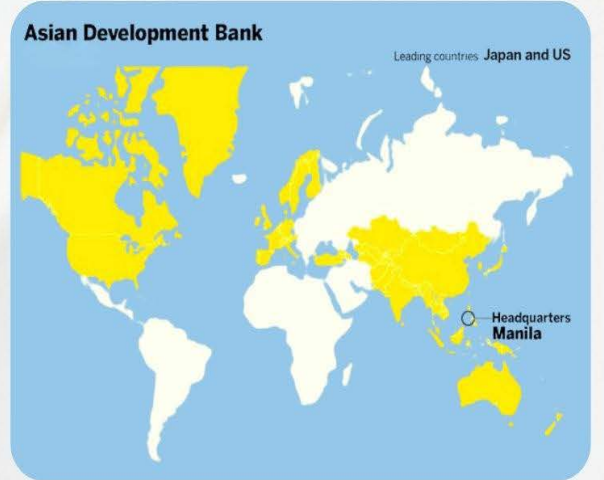 Asian Development Bank
Leading countries Japan and US
Headquarters
Manila